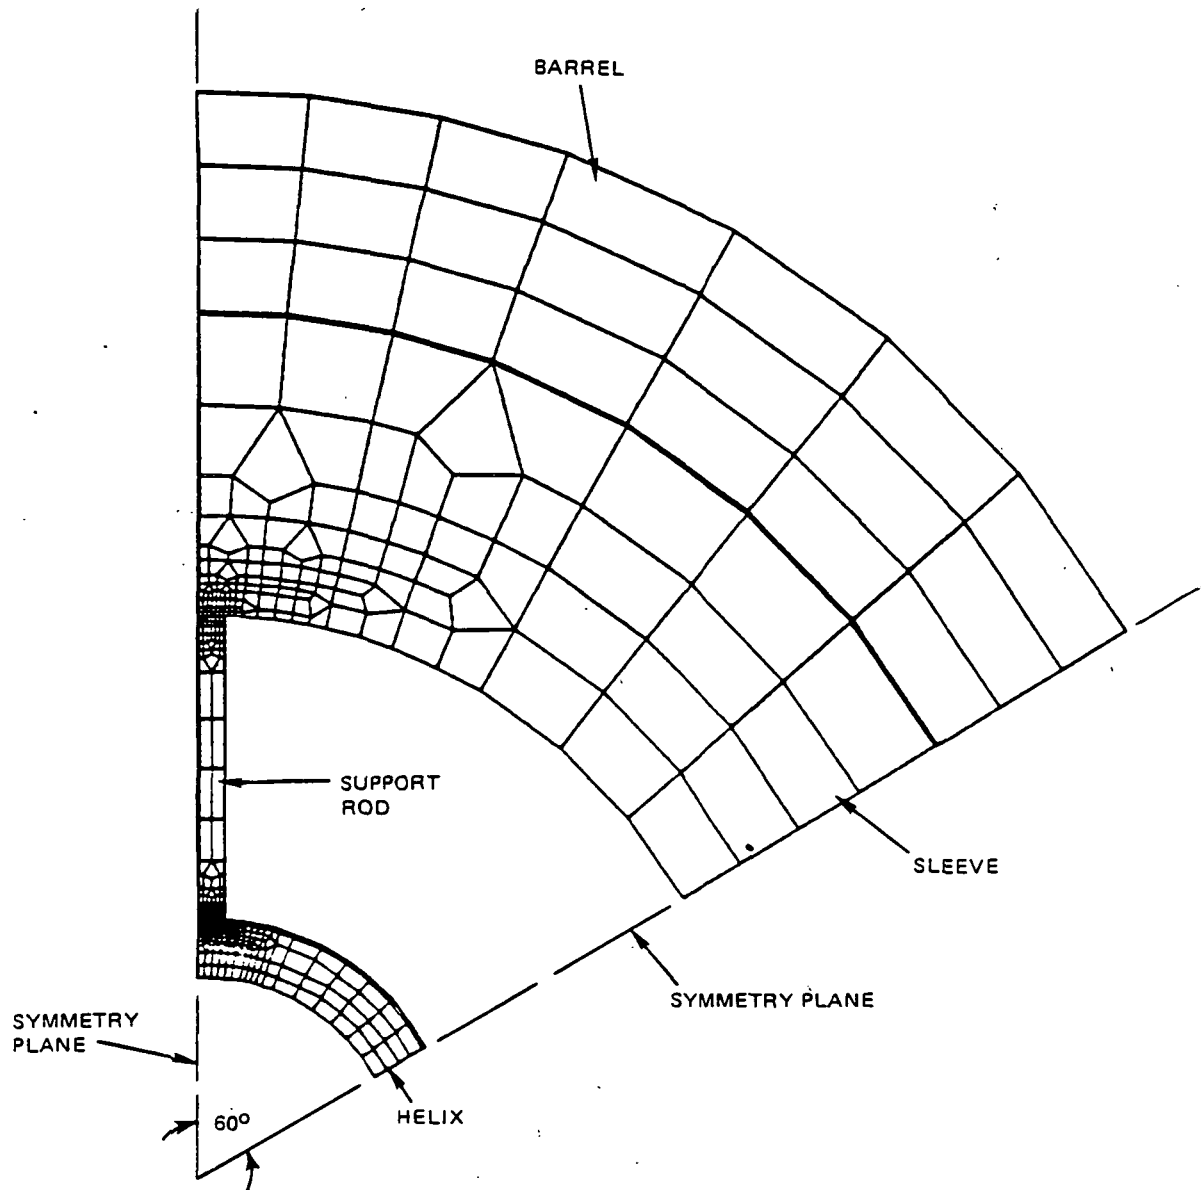 BARREL
SUPPORT
ROD
SLEEVE
SYMMETRY PLANE
SYMMETRY
PLANE
HELIX
60°